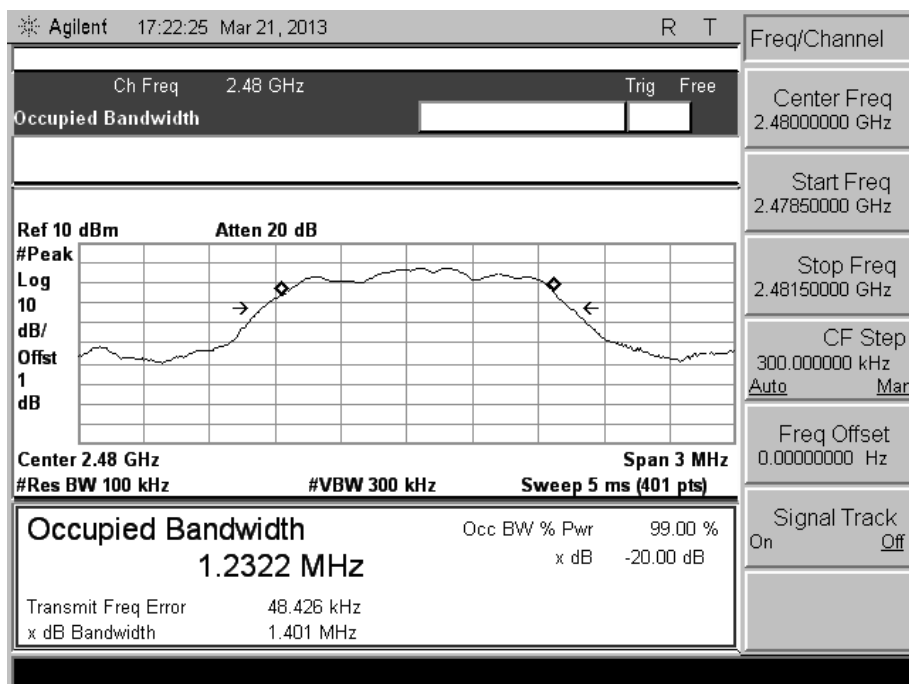 Agilent 17:22:25 Mar 21, 2013 R T
Freq/Channel
Ch Freq 2.48 GHz Trig Free
Occupied Bandwidth
Center Freq
2.48000000 GHz
Start Freq
2.47850000 GHz
Stop Freq
2.48150000 GHz
CF Step
300.000000 kHz
Auto Man
Freq Offset
0.00000000 Hz
Signal Track
On Off
Ref 10 dBm Atten 20 dB
#Peak
Log
10
dB/
Offst
1
dB
Center 2.48 GHz Span 3 MHz
#Res BW 100 kHz #VBW 300 kHz Sweep 5 ms (401 pts)
Occupied Bandwidth
1.2322 MHz
Occ BW % Pwr 99.00 %
x dB -20.00 dB
Transmit Freq Error 48.426 kHz
x dB Bandwidth 1.401 MHz